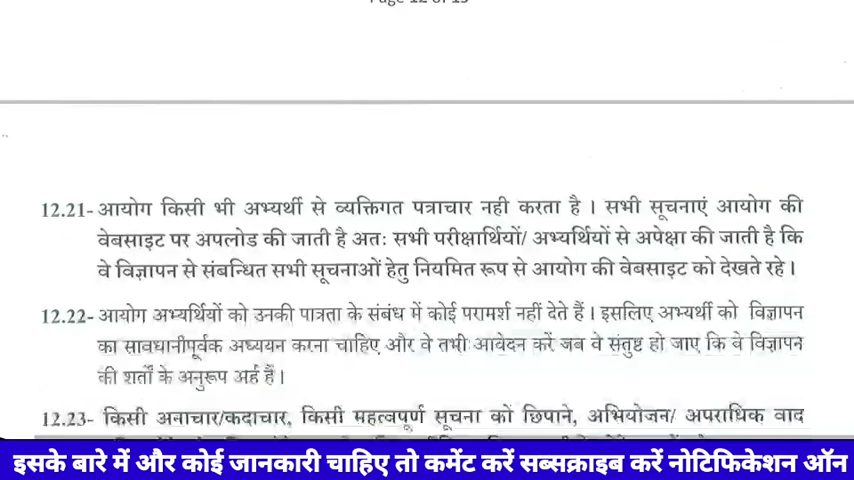 Page 12 of 13
12.21- आयोग किसी भी अभ्यर्थी से व्यक्तिगत पत्राचार नही करता है । सभी सूचनाएं आयोग की
वेबसाइट पर अपलोड की जाती है अतः सभी परीक्षार्थियों/ अभ्यर्थियों से अपेक्षा की जाती है कि
वे विज्ञापन से संबन्धित सभी सूचनाओं हेतु नियमित रूप से आयोग की वेबसाइट को देखते रहे ।
12.22- आयोग अभ्यर्थियों को उनकी पात्रता के संबंध में कोई परामर्श नहीं देते हैं । इसलिए अभ्यर्थी को विज्ञापन
का सावधानीपूर्वक अध्ययन करना चाहिए और वे तभी आवेदन करें जब वे संतुष्ट हो जाए कि वे विज्ञापन
की शर्तों के अनुरूप अर्ह हैं ।
12.23- किसी अनाचार/कदाचार, किसी महत्वपूर्ण सूचना को छिपाने, अभियोजन/ अपराधिक वाद
इसके बारे में और कोई जानकारी चाहिए तो कमेंट करें सब्सक्राइब करें नोटिफिकेशन ऑन